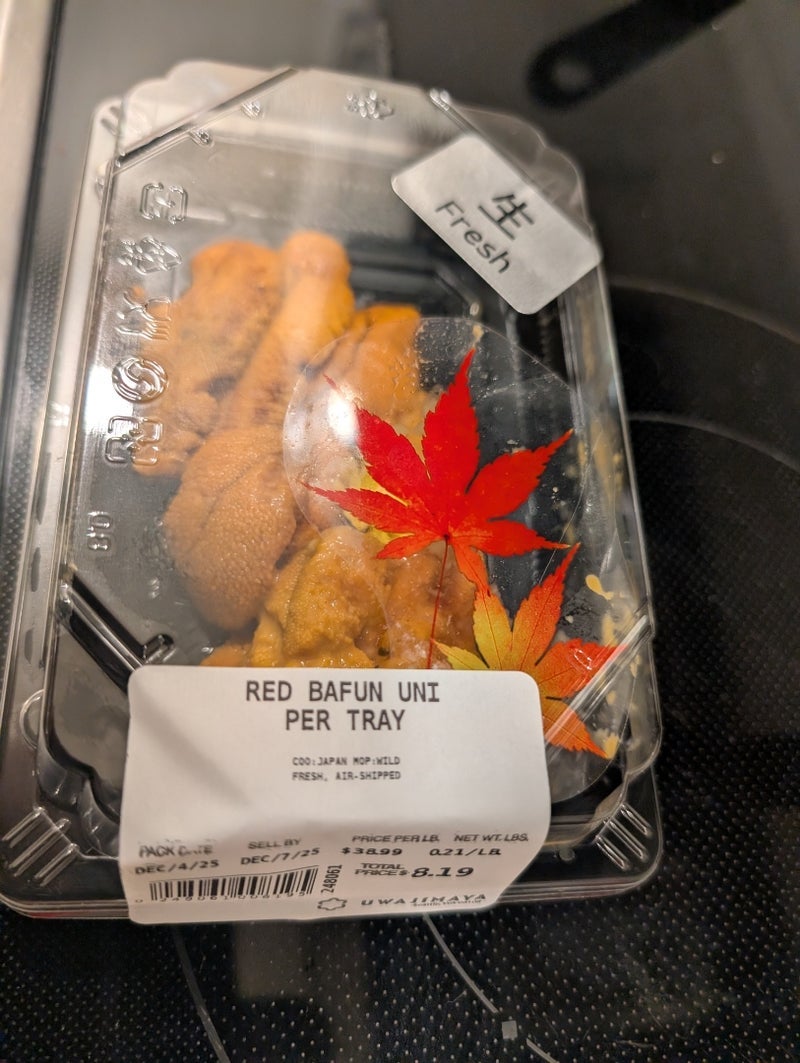 生
Fresh
RED BAFUN UNI
PER TRAY
COO:JAPAN MOP:WILD
FRESH, AIR-SHIPPED
PACK DATE SELL BY PRICE PER LB. NET WT. LBS.
DEC/4/25 DEC/7/25 $38.99 0.21/LB
TOTAL
PRICE $8.19
248061
UWAJIMAYA